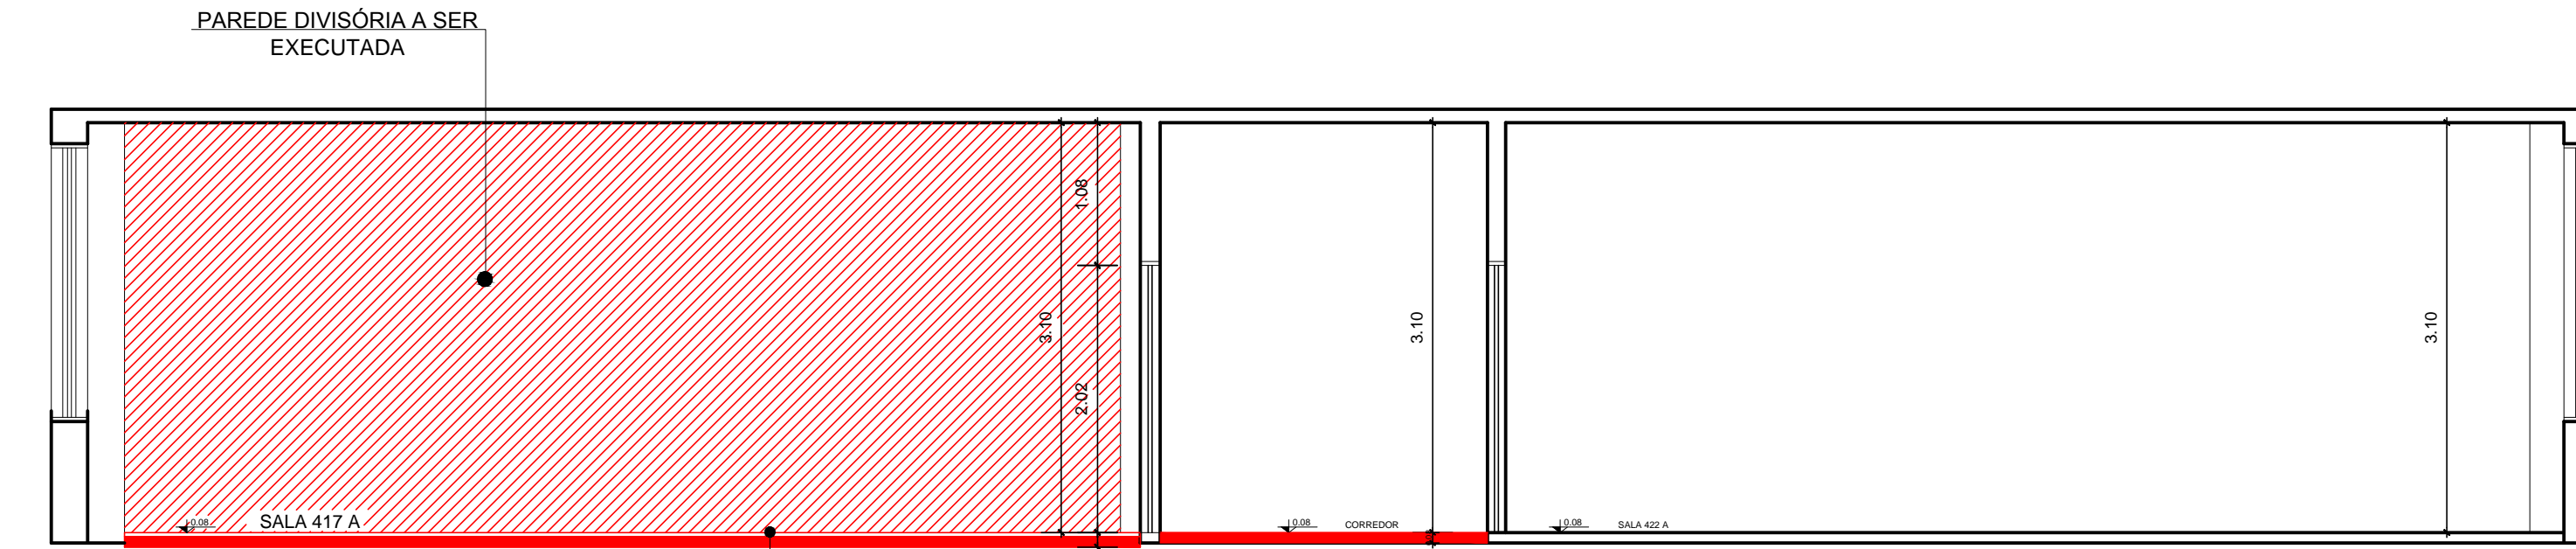 PAREDE DIVISÓRIA A SER
EXECUTADA
1.08
3.10
2.02
3.10
3.10
0.08
SALA 417 A
0.08
CORREDOR
0.08
SALA 422 A